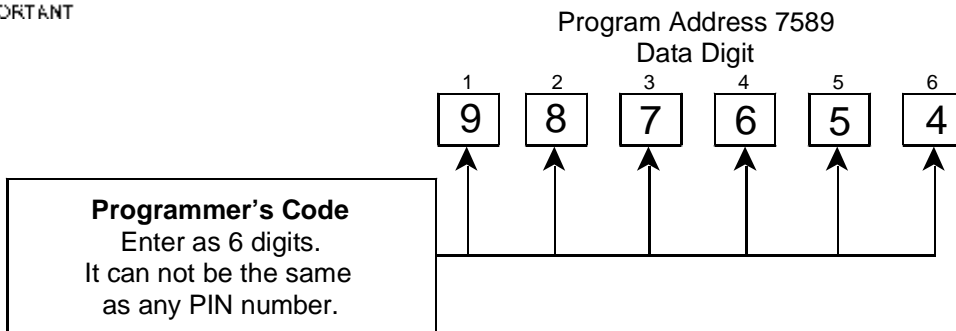 Program Address 7589
Data Digit
1 2 3 4 5 6
9 8 7 6 5 4
Programmer's Code
Enter as 6 digits.
It can not be the same
as any PIN number.